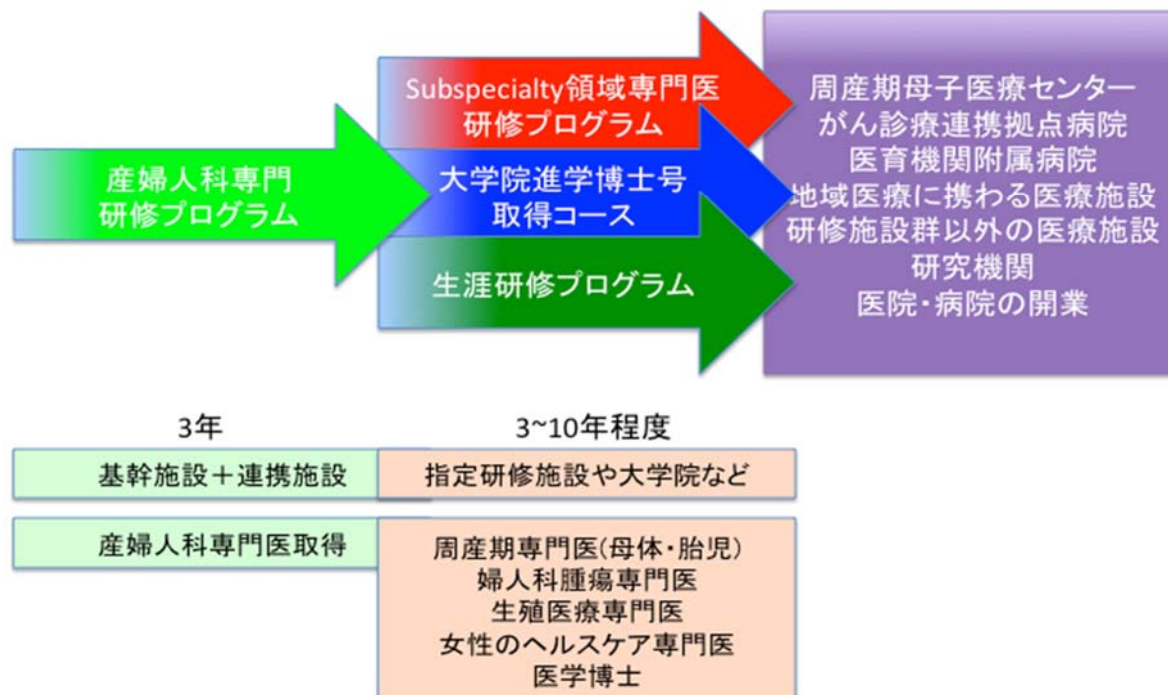 産婦人科専門
研修プログラム
Subspecialty領域専門医
研修プログラム
大学院進学博士号
取得コース
生涯研修プログラム
周産期母子医療センター
がん診療連携拠点病院
医育機関附属病院
地域医療に携わる医療施設
研修施設群以外の医療施設
研究機関
医院・病院の開業
3年
3~10年程度
基幹施設＋連携施設
指定研修施設や大学院など
産婦人科専門医取得
周産期専門医(母体・胎児)
婦人科腫瘍専門医
生殖医療専門医
女性のヘルスケア専門医
医学博士